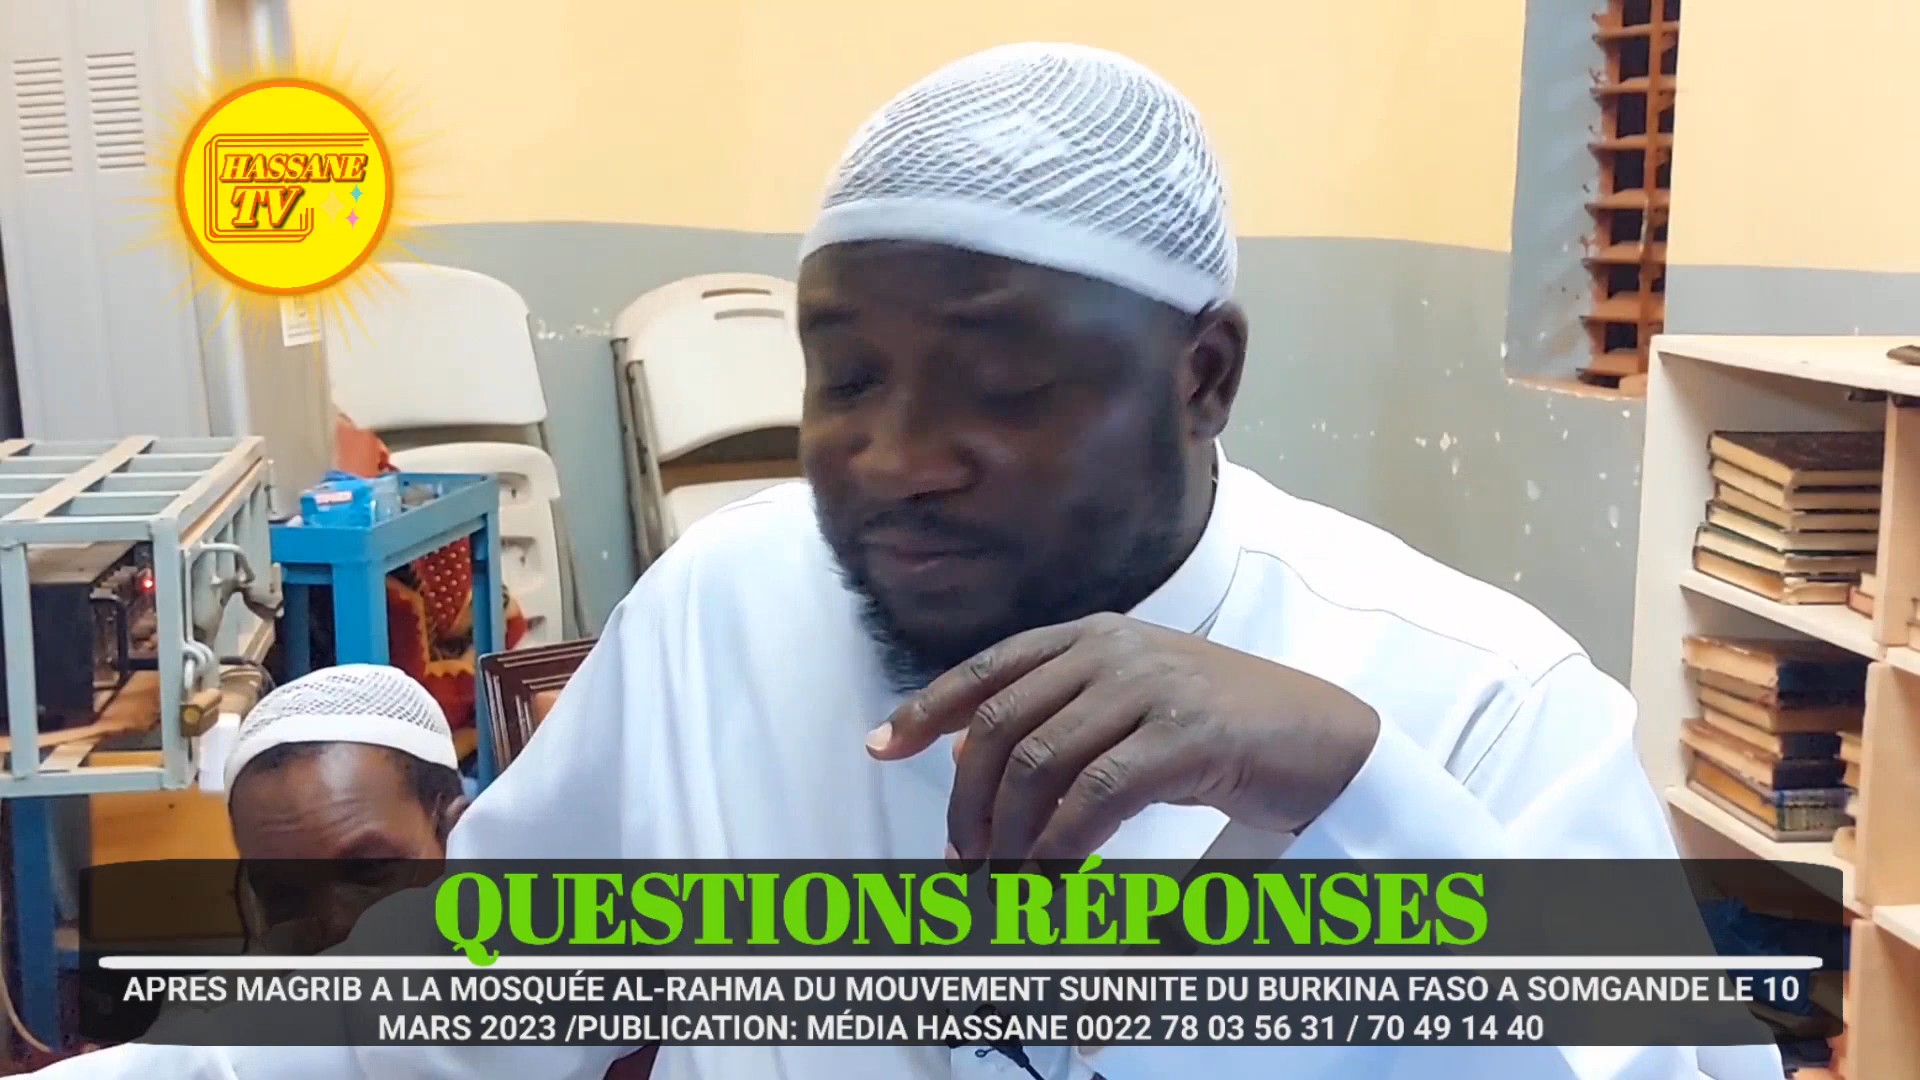 HASSANE
TV
QUESTIONS RÉPONSES
APRES MAGRIB A LA MOSQUÉE AL-RAHMA DU MOUVEMENT SUNNITE DU BURKINA FASO A SOMGANDE LE 10
MARS 2023 /PUBLICATION: MÉDIA HASSANE 0022 78 03 56 31 / 70 49 14 40